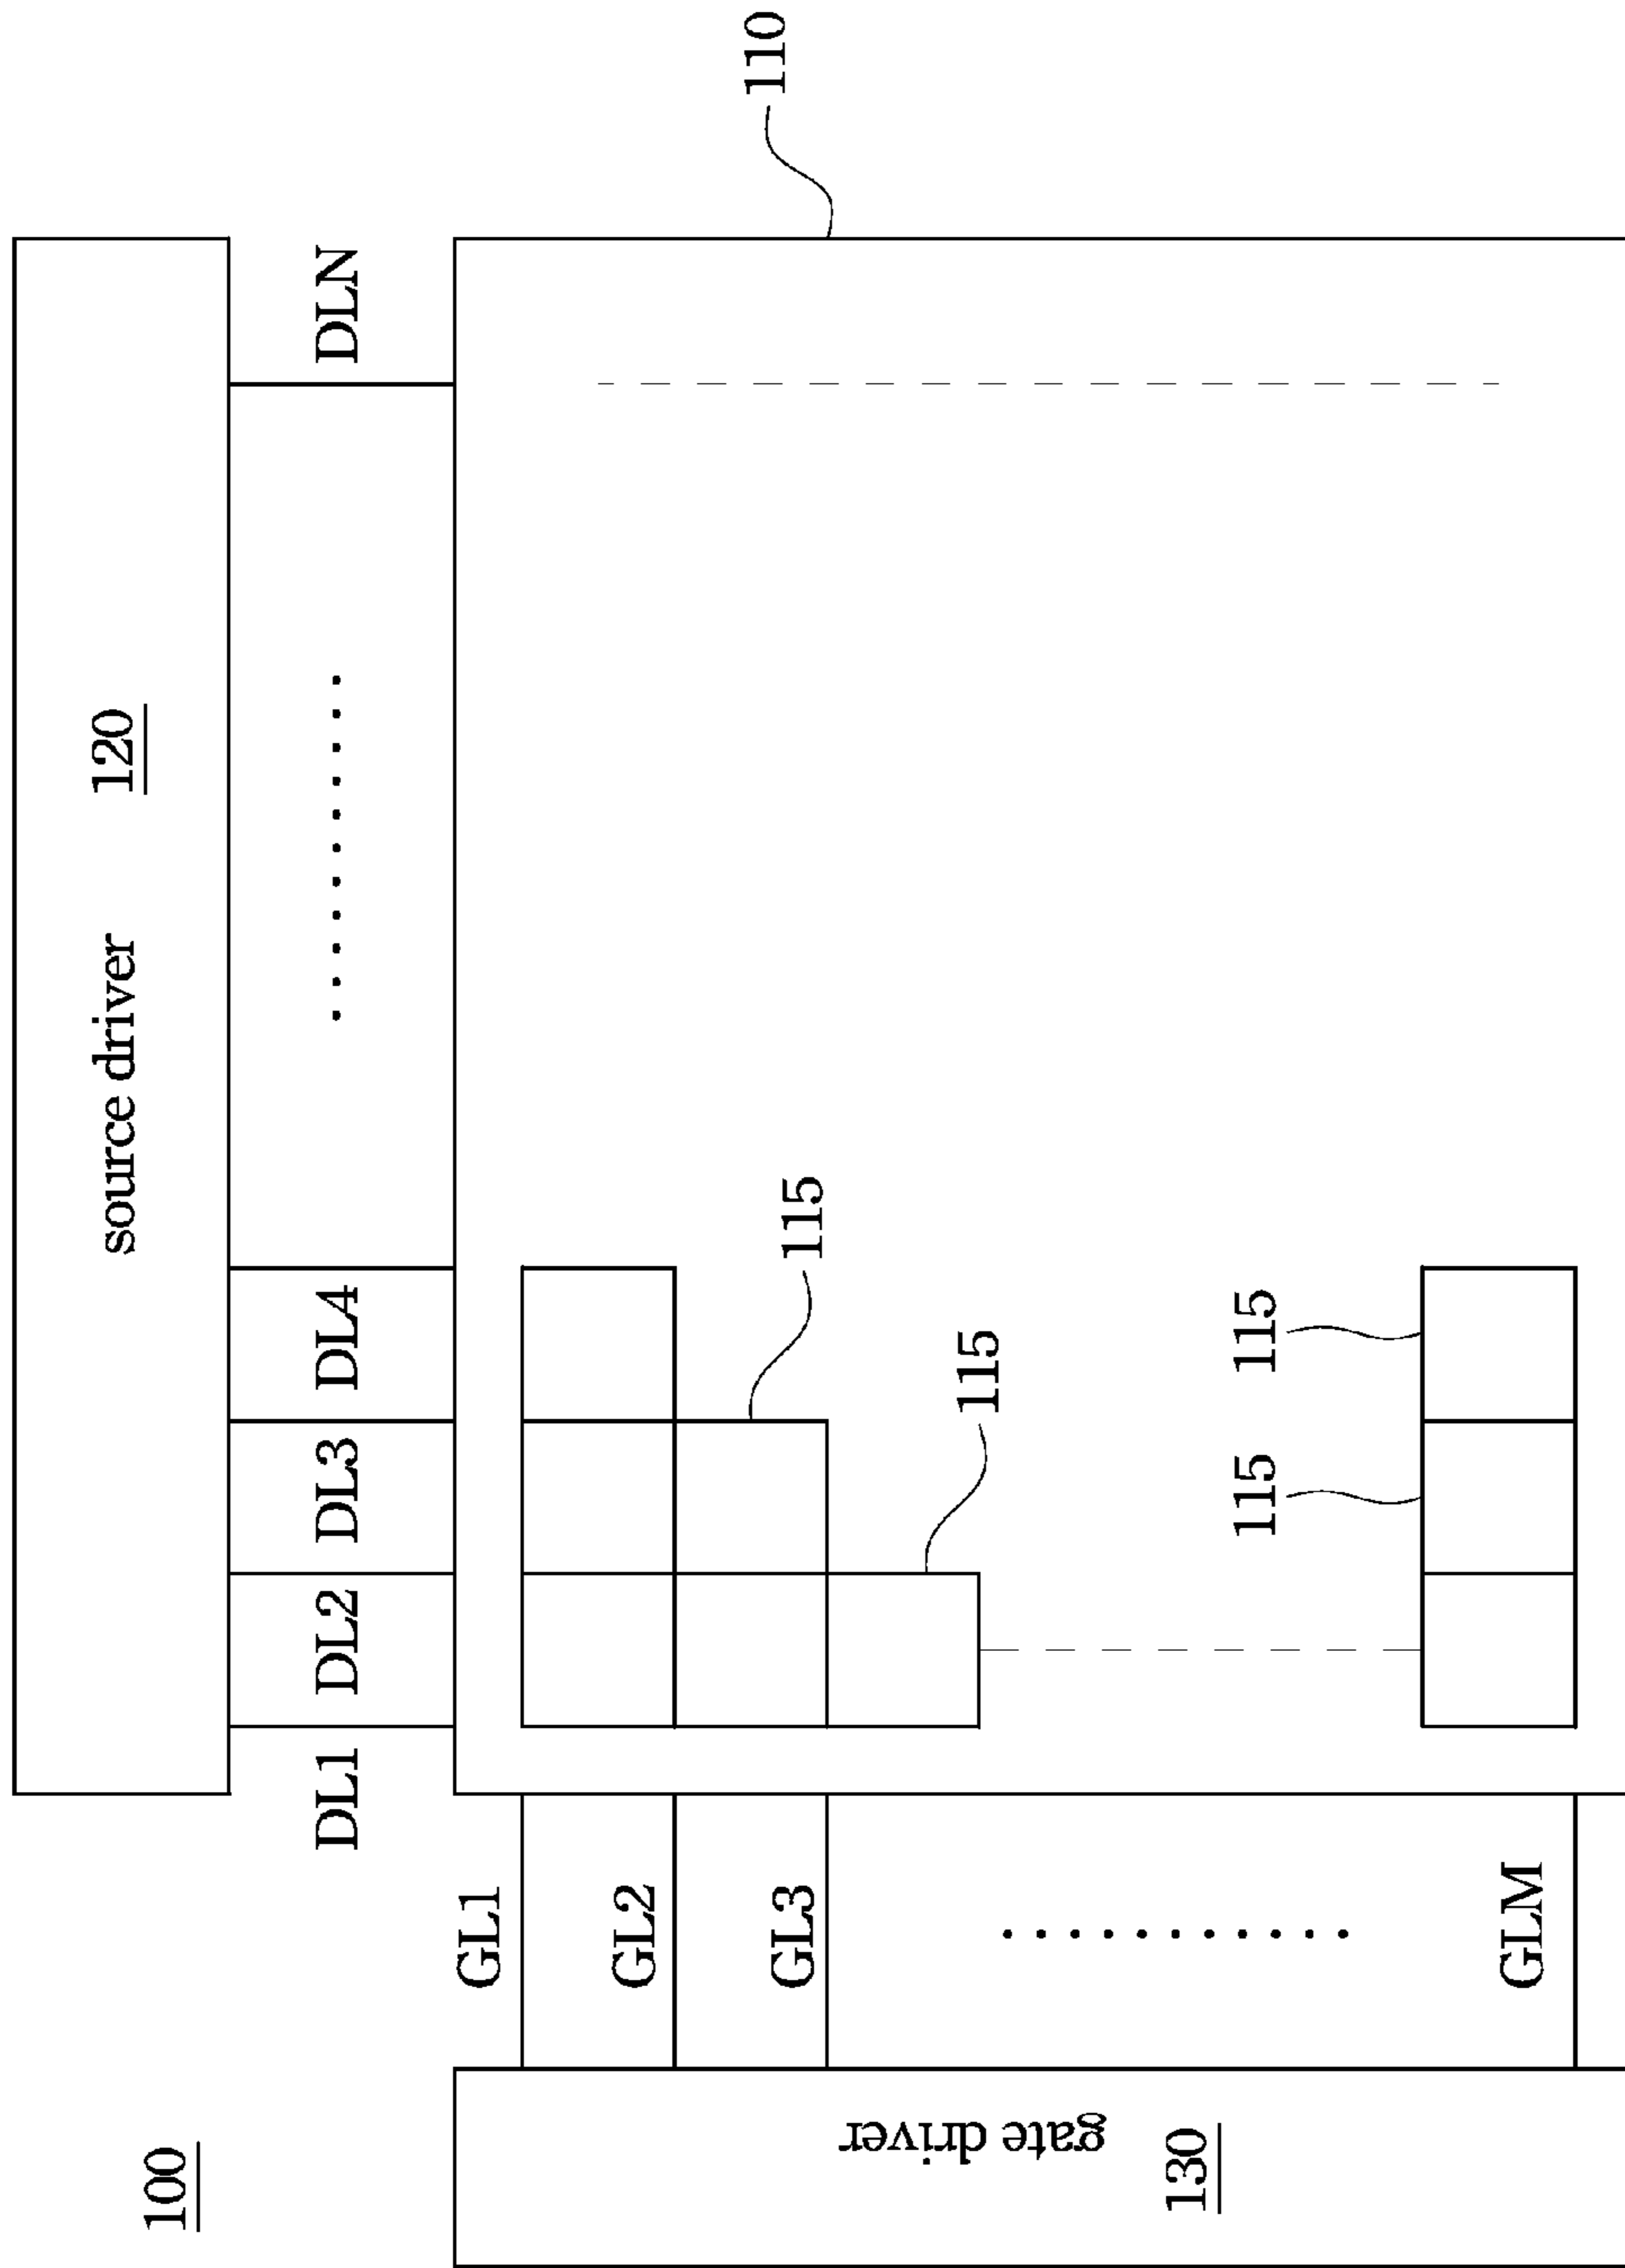 100
source driver 120
DL1 DL2 DL3 DL4 DLN
110
GL1
GL2
GL3
GLM
gate driver
130
115
115
115 115